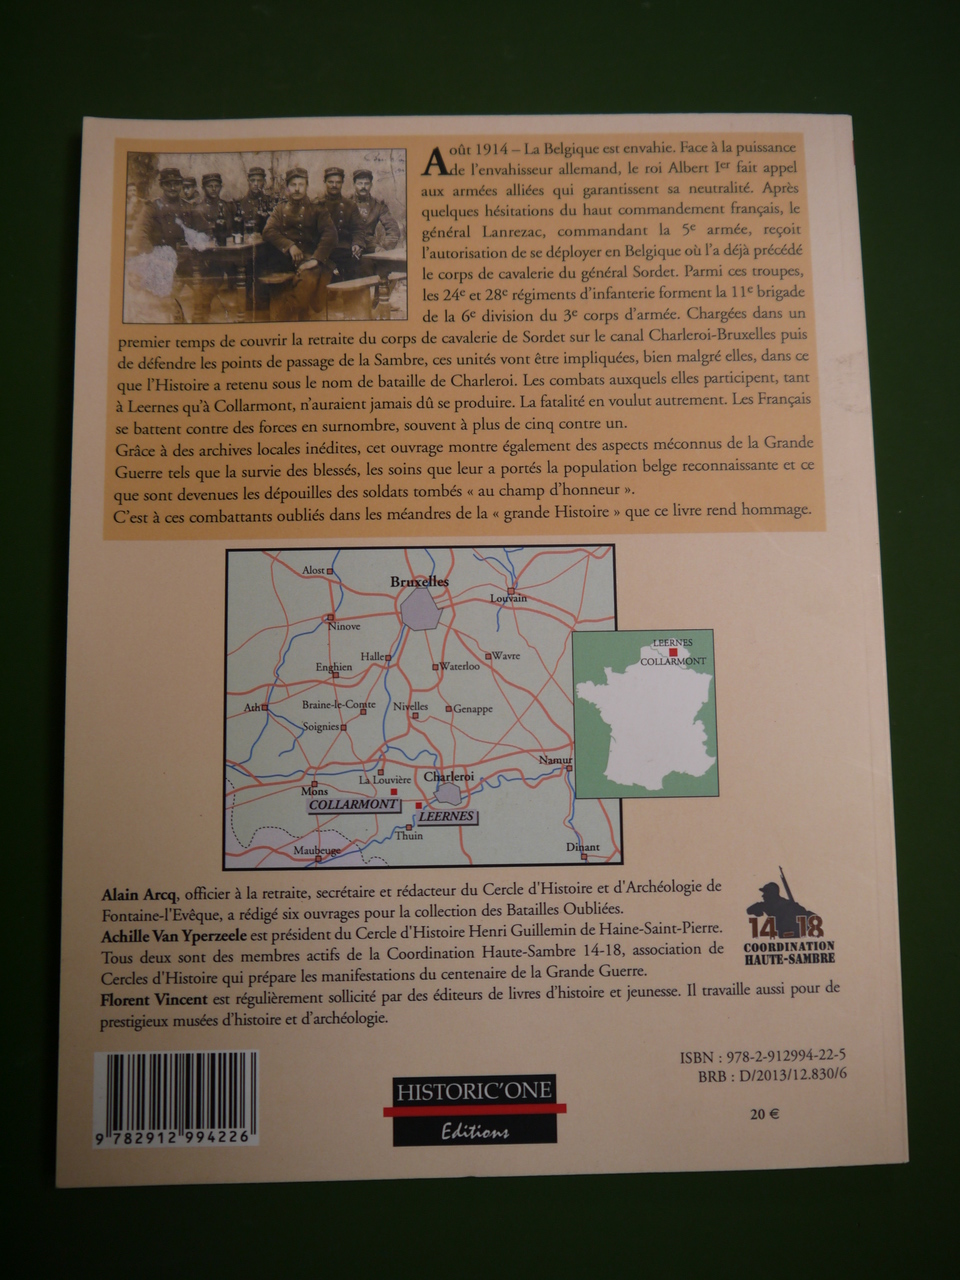 Août 1914 – La Belgique est envahie. Face à la puissance
de l'envahisseur allemand, le roi Albert Ier fait appel
aux armées alliées qui garantissent sa neutralité. Après
quelques hésitations du haut commandement français, le
général Lanrezac, commandant la 5e armée, reçoit
l'autorisation de se déployer en Belgique où l'a déjà précédé
le corps de cavalerie du général Sordet. Parmi ces troupes,
les 24e et 28e régiments d'infanterie forment la 11e brigade
de la 6e division du 3e corps d'armée. Chargées dans un
premier temps de couvrir la retraite du corps de cavalerie de Sordet sur le canal Charleroi-Bruxelles puis
de défendre les points de passage de la Sambre, ces unités vont être impliquées, bien malgré elles, dans ce
que l'Histoire a retenu sous le nom de bataille de Charleroi. Les combats auxquels elles participent, tant
à Leernes qu'à Collarmont, n'auraient jamais dû se produire. La fatalité en voulut autrement. Les Français
se battent contre des forces en surnombre, souvent à plus de cinq contre un.
Grâce à des archives locales inédites, cet ouvrage montre également des aspects méconnus de la Grande
Guerre tels que la survie des blessés, les soins que leur a portés la population belge reconnaissante et ce
que sont devenues les dépouilles des soldats tombés « au champ d'honneur ».
C'est à ces combattants oubliés dans les méandres de la « grande Histoire » que ce livre rend hommage.
Alost
Bruxelles
Louvain
Ninove
Halle
Wavre
Enghien
Waterloo
Ath
Braine-le-Comte
Nivelles
Genappe
Soignies
Namur
La Louvière
Charleroi
Mons
COLLARMONT
LEERNES
Thuin
Maubeuge
Dinant
LEERNES
COLLARMONT
Alain Arcq, officier à la retraite, secrétaire et rédacteur du Cercle d'Histoire et d'Archéologie de
Fontaine-l'Evêque, a rédigé six ouvrages pour la collection des Batailles Oubliées.
Achille Van Yperzeele est président du Cercle d'Histoire Henri Guillemin de Haine-Saint-Pierre.
Tous deux sont des membres actifs de la Coordination Haute-Sambre 14-18, association de
Cercles d'Histoire qui prépare les manifestations du centenaire de la Grande Guerre.
Florent Vincent est régulièrement sollicité par des éditeurs de livres d'histoire et jeunesse. Il travaille aussi pour de
prestigieux musées d'histoire et d'archéologie.
14-18
COORDINATION
HAUTE-SAMBRE
ISBN : 978-2-912994-22-5
BRB : D/2013/12.830/6
20 €
HISTORIC'ONE
Editions
9 782912 994226